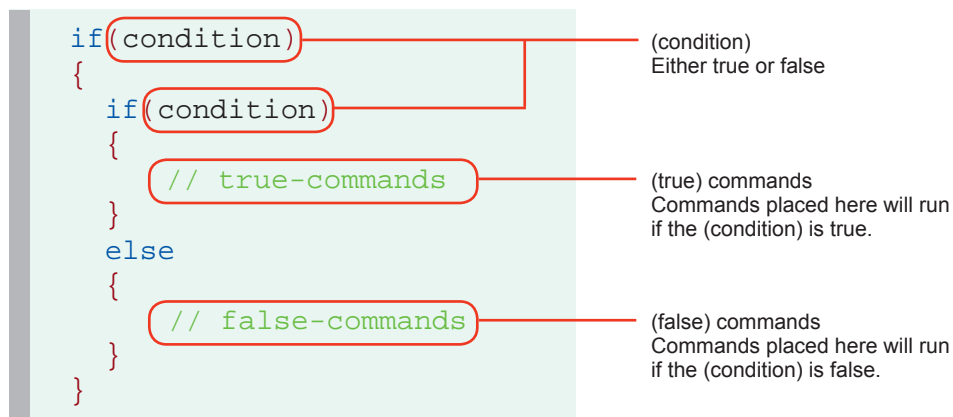 if(condition)
{
if(condition)
{
// true-commands
}
else
{
// false-commands
}
}
(condition)
Either true or false
(true) commands
Commands placed here will run
if the (condition) is true.
(false) commands
Commands placed here will run
if the (condition) is false.